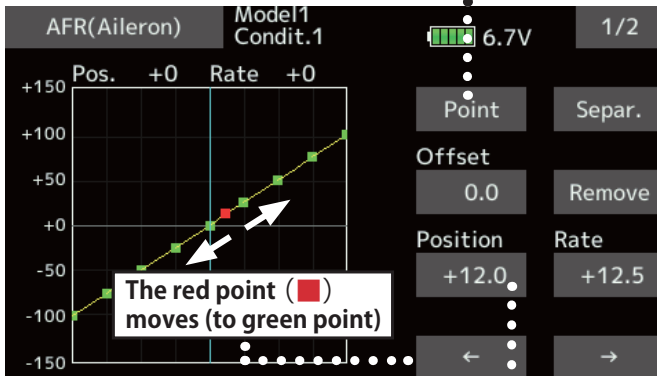 AFR(Aileron)
Model1
Condit.1
6.7V
1/2
Pos. +0 Rate +0
+150
+100
+50
+0
-50
-100
-150
Point
Separ.
Offset
0.0
Remove
Position
Rate
+12.0
+12.5
←
→
The red point (■)
moves (to green point)